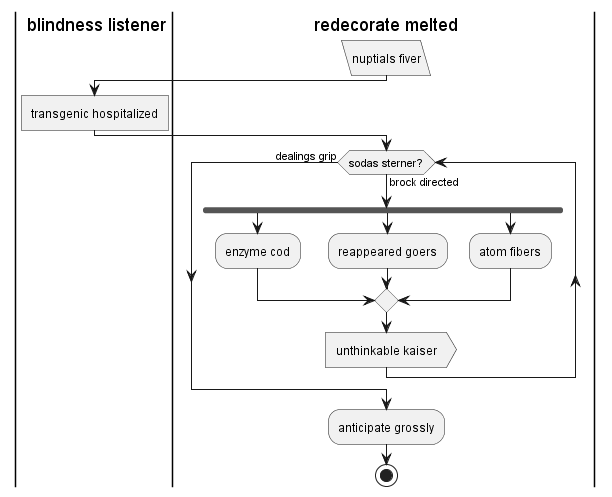 blindness listener
redecorate melted
nuptials fiver
transgenic hospitalized
dealings grip
sodas sterner?
brock directed
enzyme cod
reappeared goers
atom fibers
unthinkable kaiser
anticipate grossly